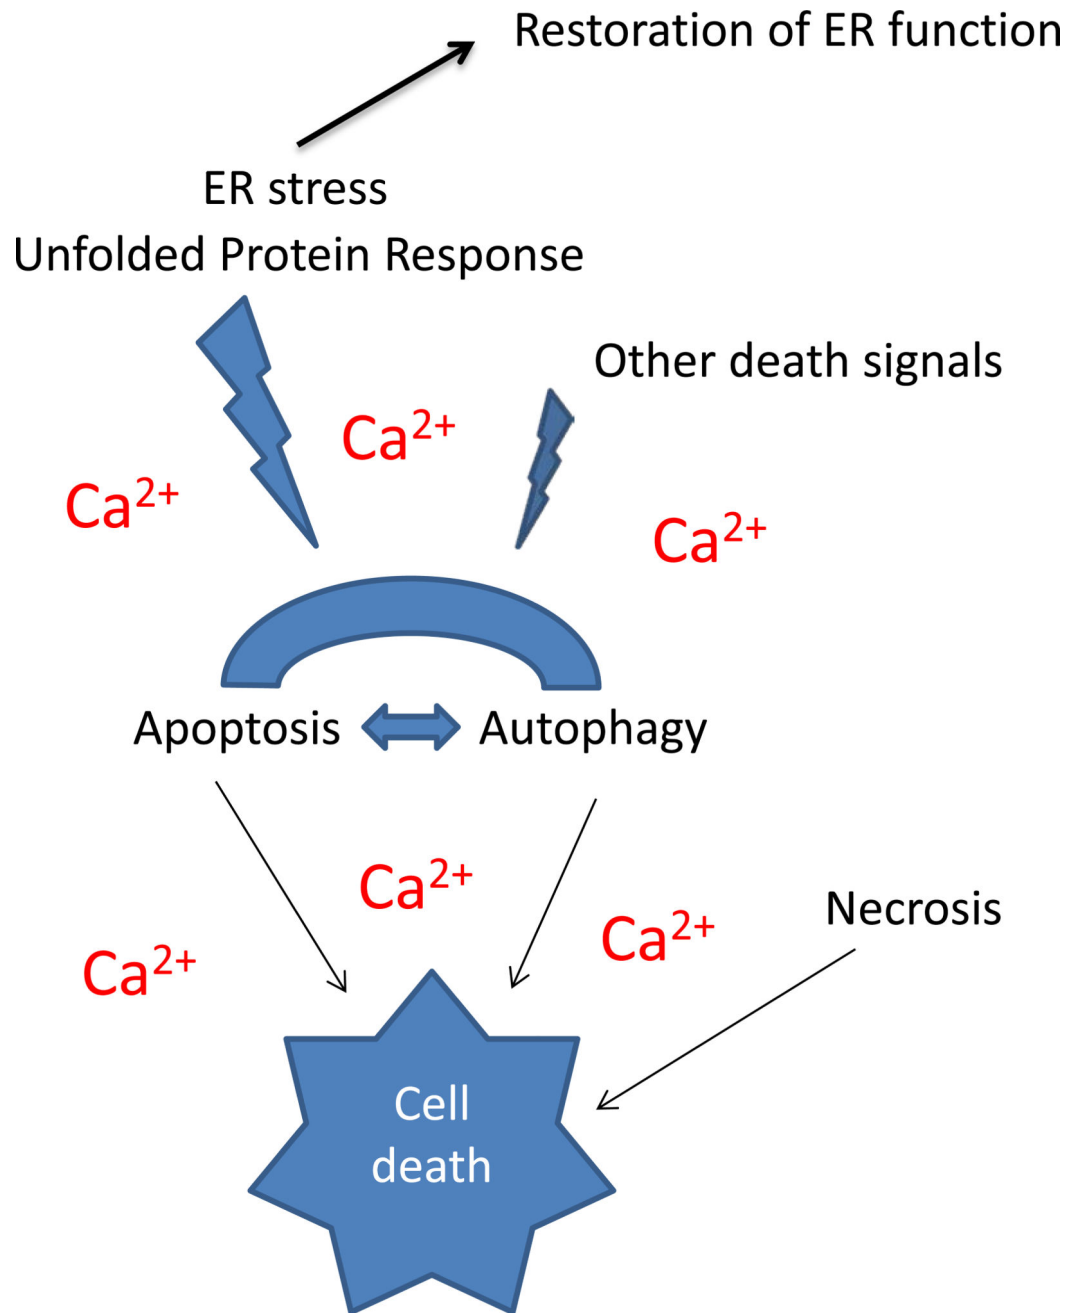 Restoration of ER function
ER stress
Unfolded Protein Response
Other death signals
Ca²⁺
Ca²⁺
Ca²⁺
Apoptosis
Autophagy
Ca²⁺
Necrosis
Ca²⁺
Ca²⁺
Cell
death